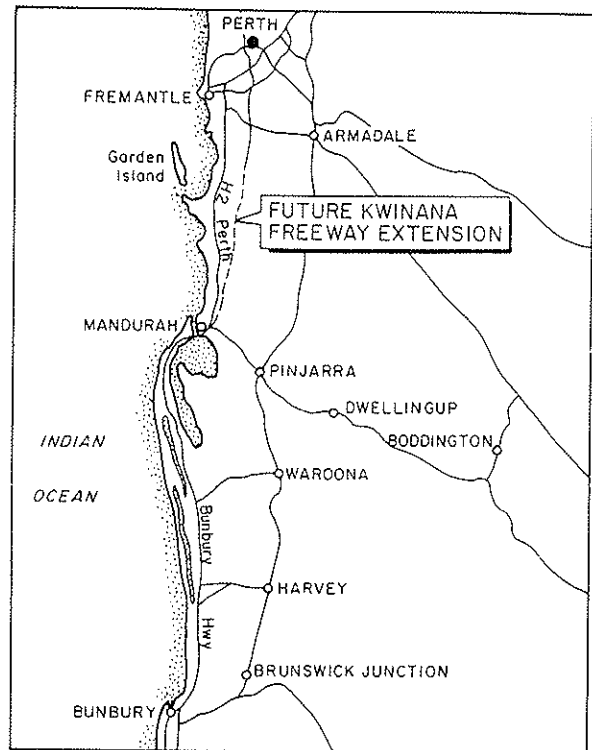 PERTH
FREMANTLE
ARMADALE
Garden
Island
H2
Perth
FUTURE KWINANA
FREEWAY EXTENSION
MANDURAH
PINJARRA
DWELLINGUP
BODDINGTON
INDIAN
OCEAN
WAROONA
Bunbury
HARVEY
Hwy
BRUNSWICK JUNCTION
BUNBURY